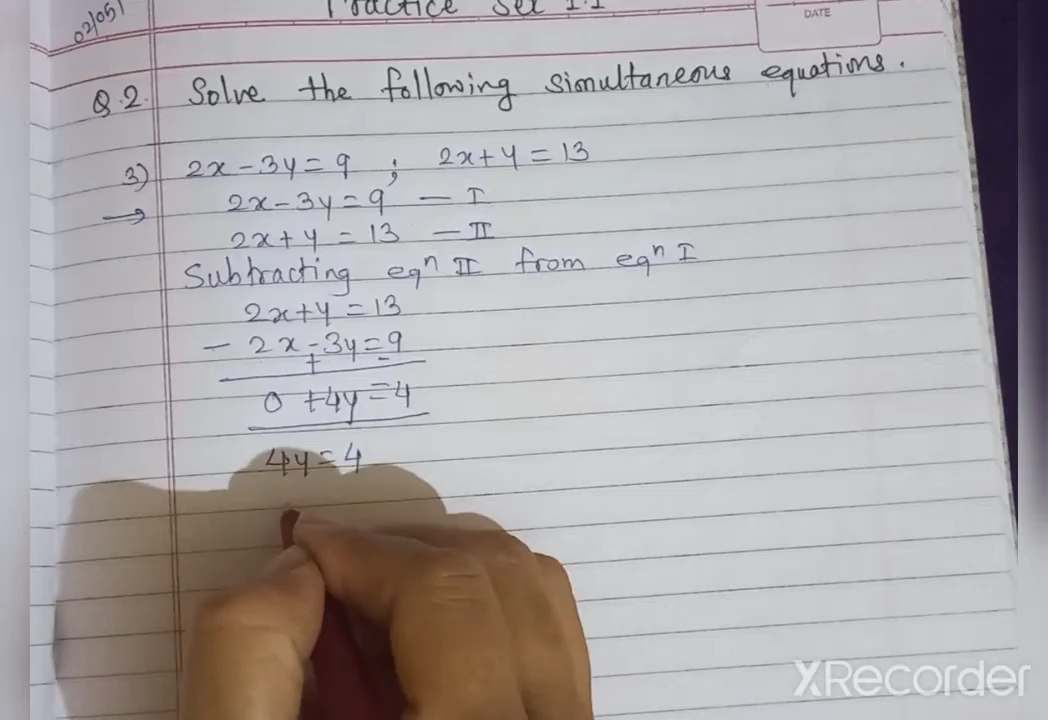 02/05/
Practice Set 1.1
DATE
Q.2. Solve the following simultaneous equations.
3) 2x-3y=9 ; 2x+y=13
→ 2x-3y=9 — I
2x+y=13 — II
Subtracting eqⁿ II from eqⁿ I
2x+y=13
- 2x-3y=9
+ -
0 +4y=4
4y=4
XRecorder